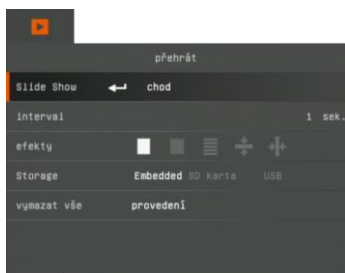 přehrát
Slide Show chod
interval 1 sek.
efekty
Storage Embedded SD karta USB
vymazat vše provedení